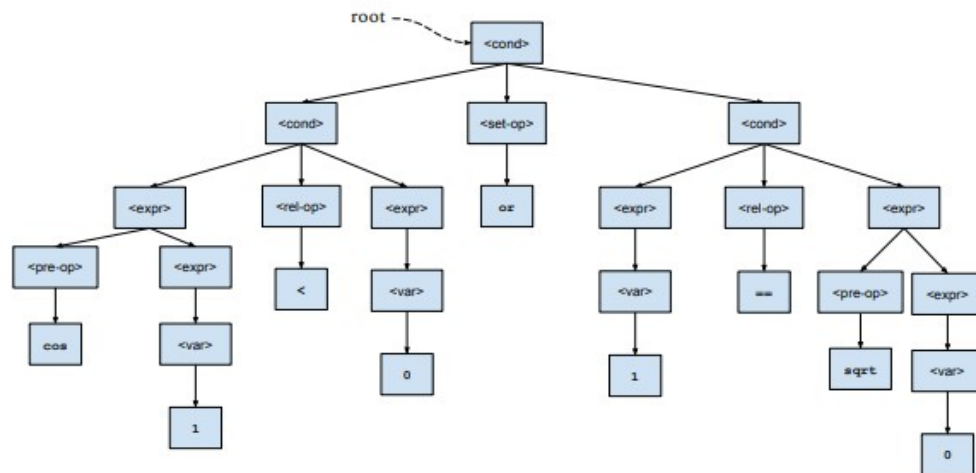 root
<cond>
<cond> <set-op> <cond>
<expr> <rel-op> <expr> or <expr> <rel-op> <expr>
<pre-op> <expr> < <var> <var> == <pre-op> <expr>
cos <var> 0 1 sqrt <var>
1 0